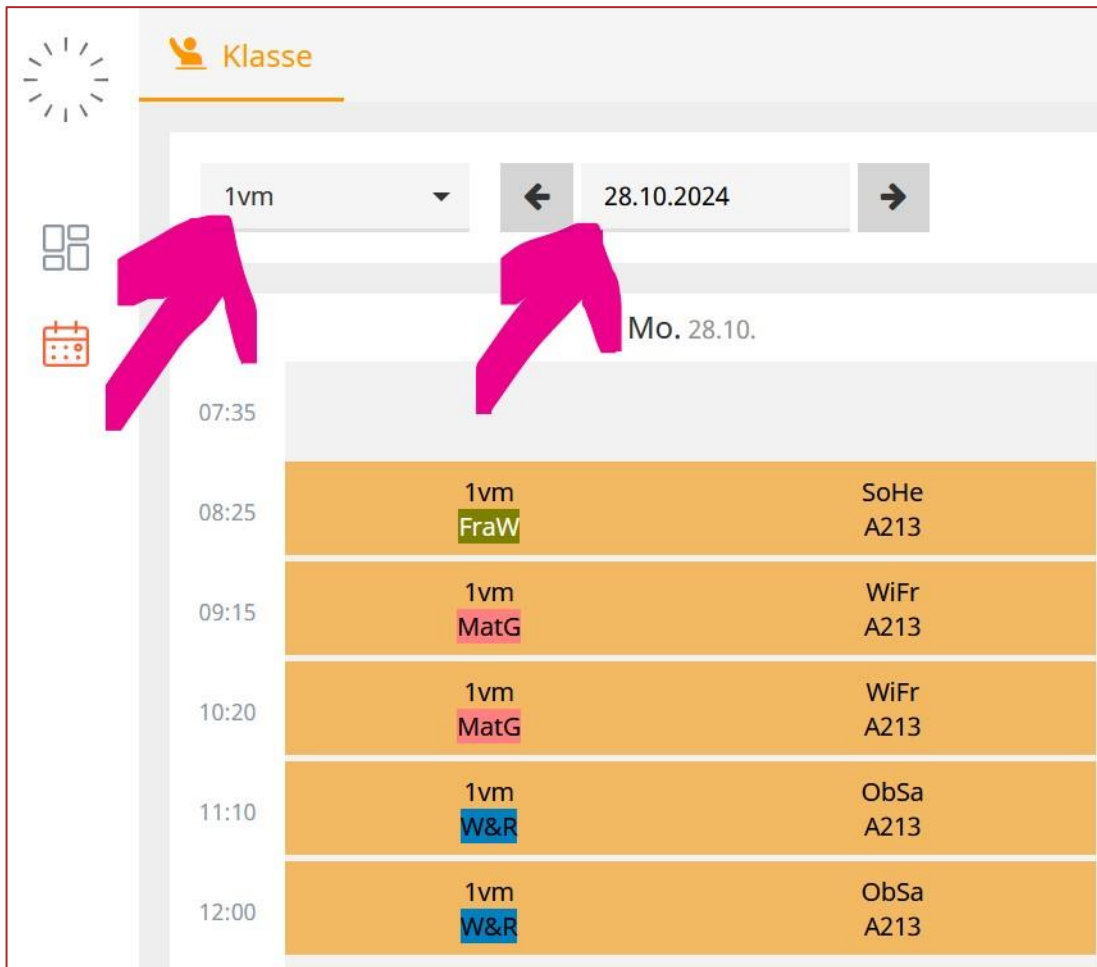 Klasse
1vm
28.10.2024
Mo. 28.10.
07:35
08:25
1vm SoHe
FraW A213
09:15
1vm WiFr
MatG A213
10:20
1vm WiFr
MatG A213
11:10
1vm ObSa
W&R A213
12:00
1vm ObSa
W&R A213